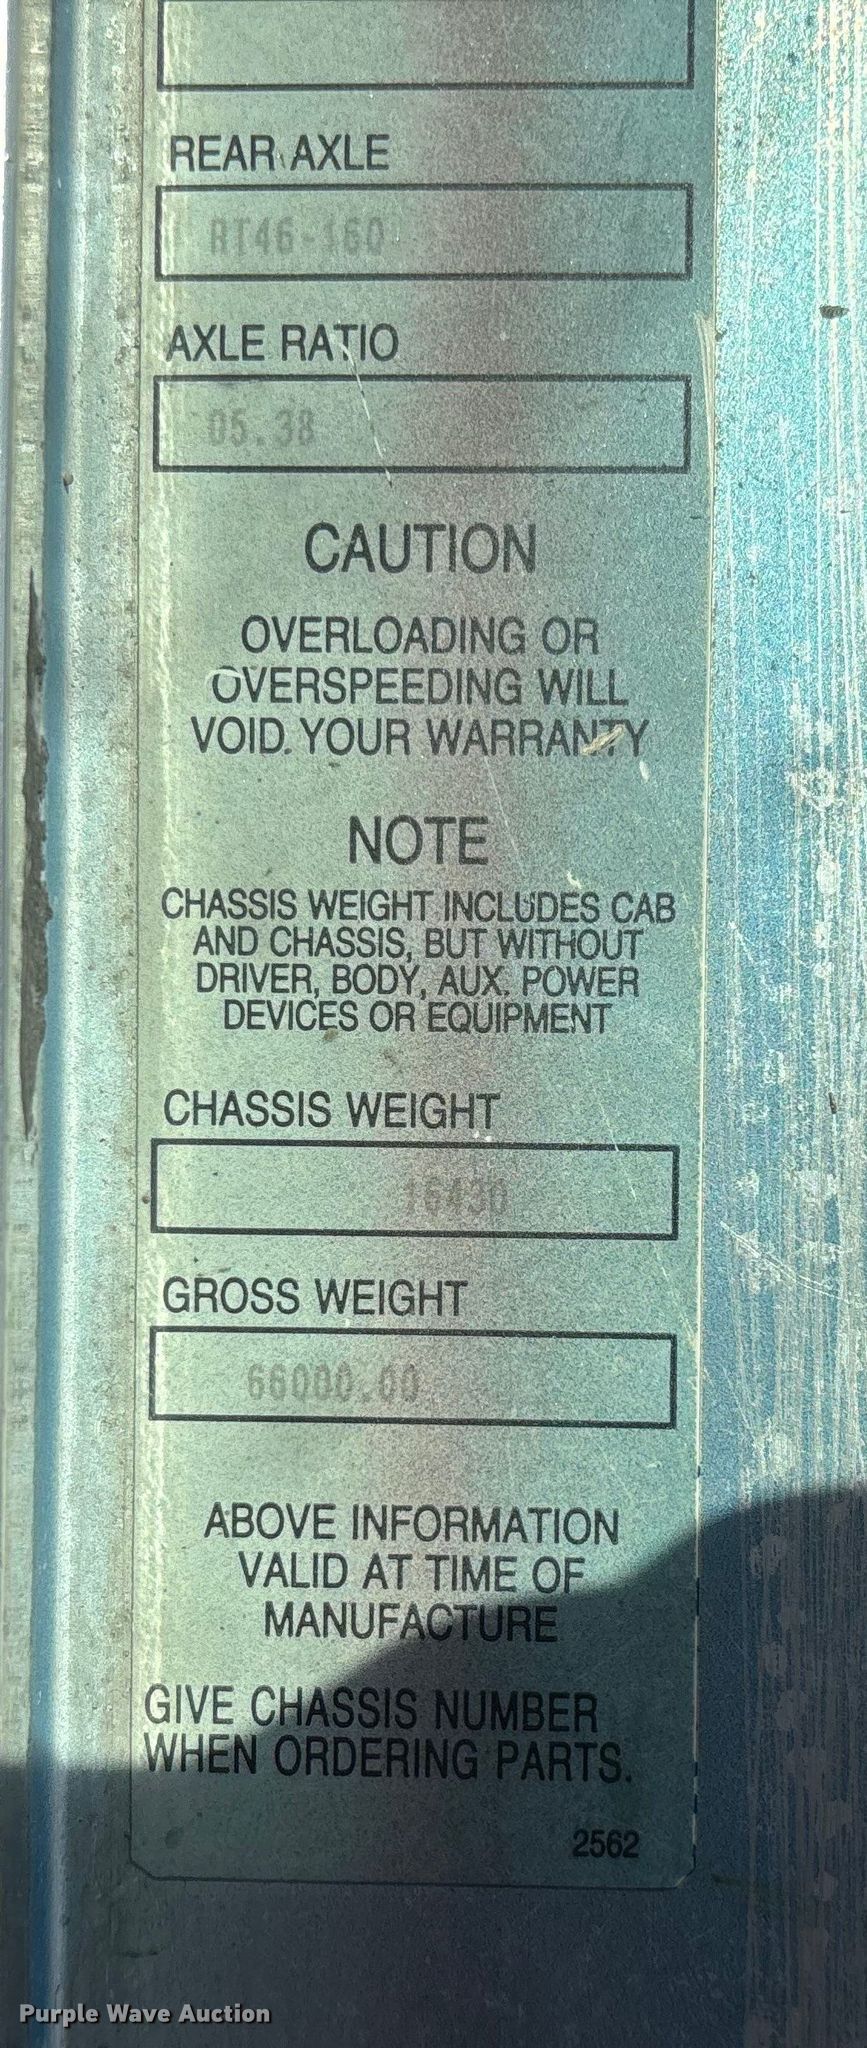 REAR AXLE
RT46-160
AXLE RATIO
05.38
CAUTION
OVERLOADING OR
OVERSPEEDING WILL
VOID. YOUR WARRANTY
NOTE
CHASSIS WEIGHT INCLUDES CAB
AND CHASSIS, BUT WITHOUT
DRIVER, BODY, AUX. POWER
DEVICES OR EQUIPMENT
CHASSIS WEIGHT
16430
GROSS WEIGHT
66000.00
ABOVE INFORMATION
VALID AT TIME OF
MANUFACTURE
GIVE CHASSIS NUMBER
WHEN ORDERING PARTS.
2562
Purple Wave Auction